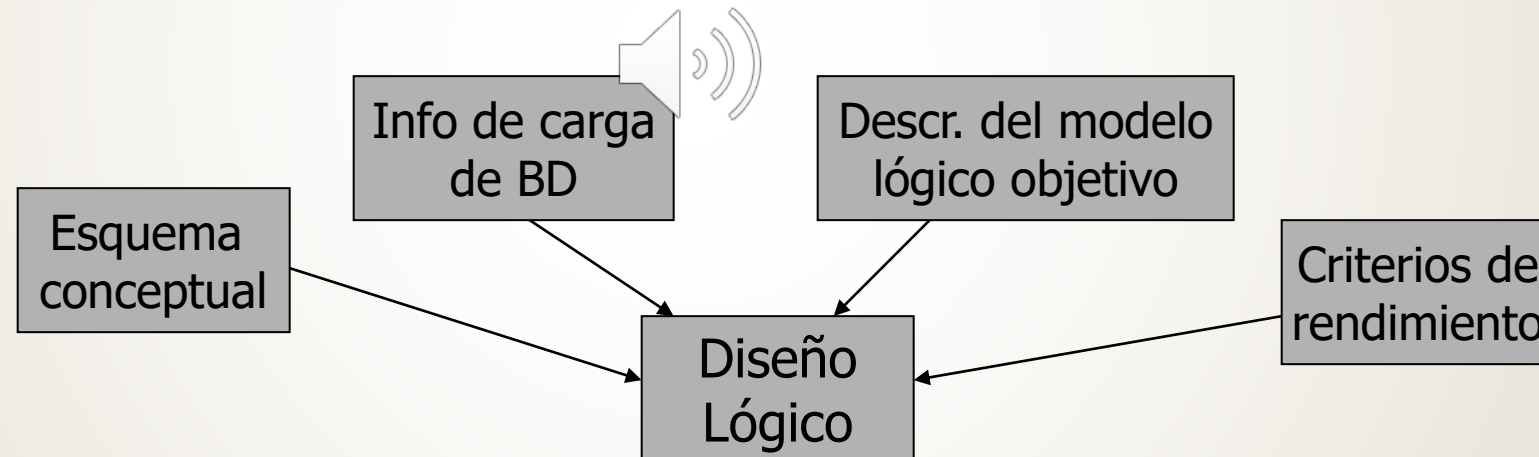 Info de carga
de BD
Descr. del modelo
lógico objetivo
Esquema
conceptual
Criterios de
rendimiento
Diseño
Lógico